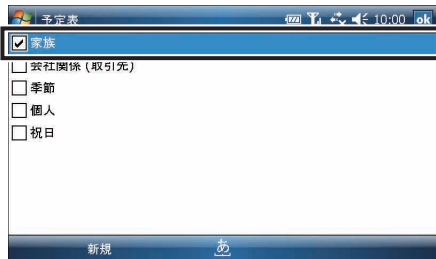 予定表 10:00 ok
家族
会社関係 (取引先)
季節
個人
祝日
新規 あ